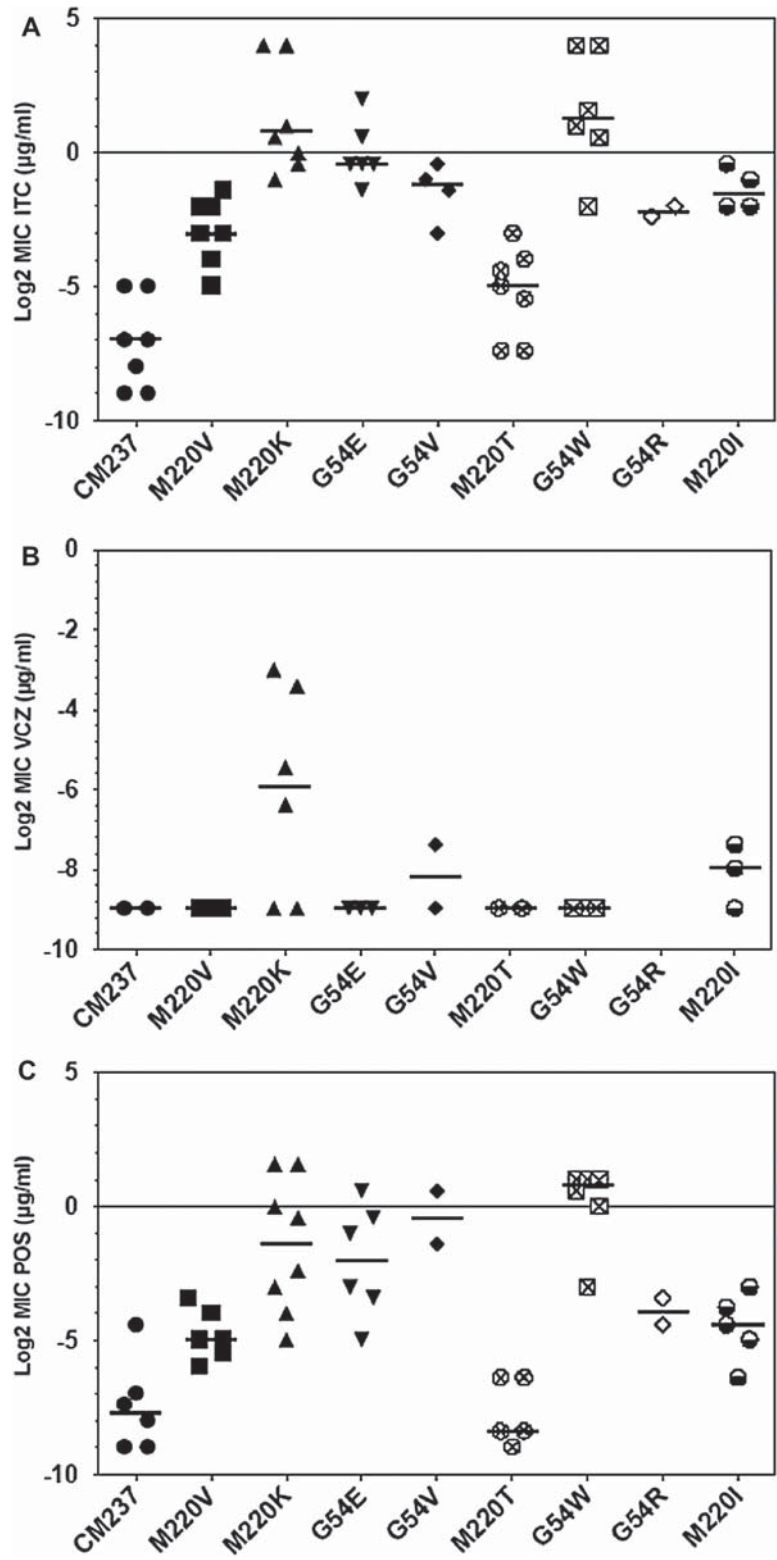 A
Log2 MIC ITC (µg/ml)
5
0
-5
-10
CM237 M220V M220K G54E G54V M220T G54W G54R M220I
B
Log2 MIC VCZ (µg/ml)
0
-2
-4
-6
-8
-10
CM237 M220V M220K G54E G54V M220T G54W G54R M220I
C
Log2 MIC POS (µg/ml)
5
0
-5
-10
CM237 M220V M220K G54E G54V M220T G54W G54R M220I